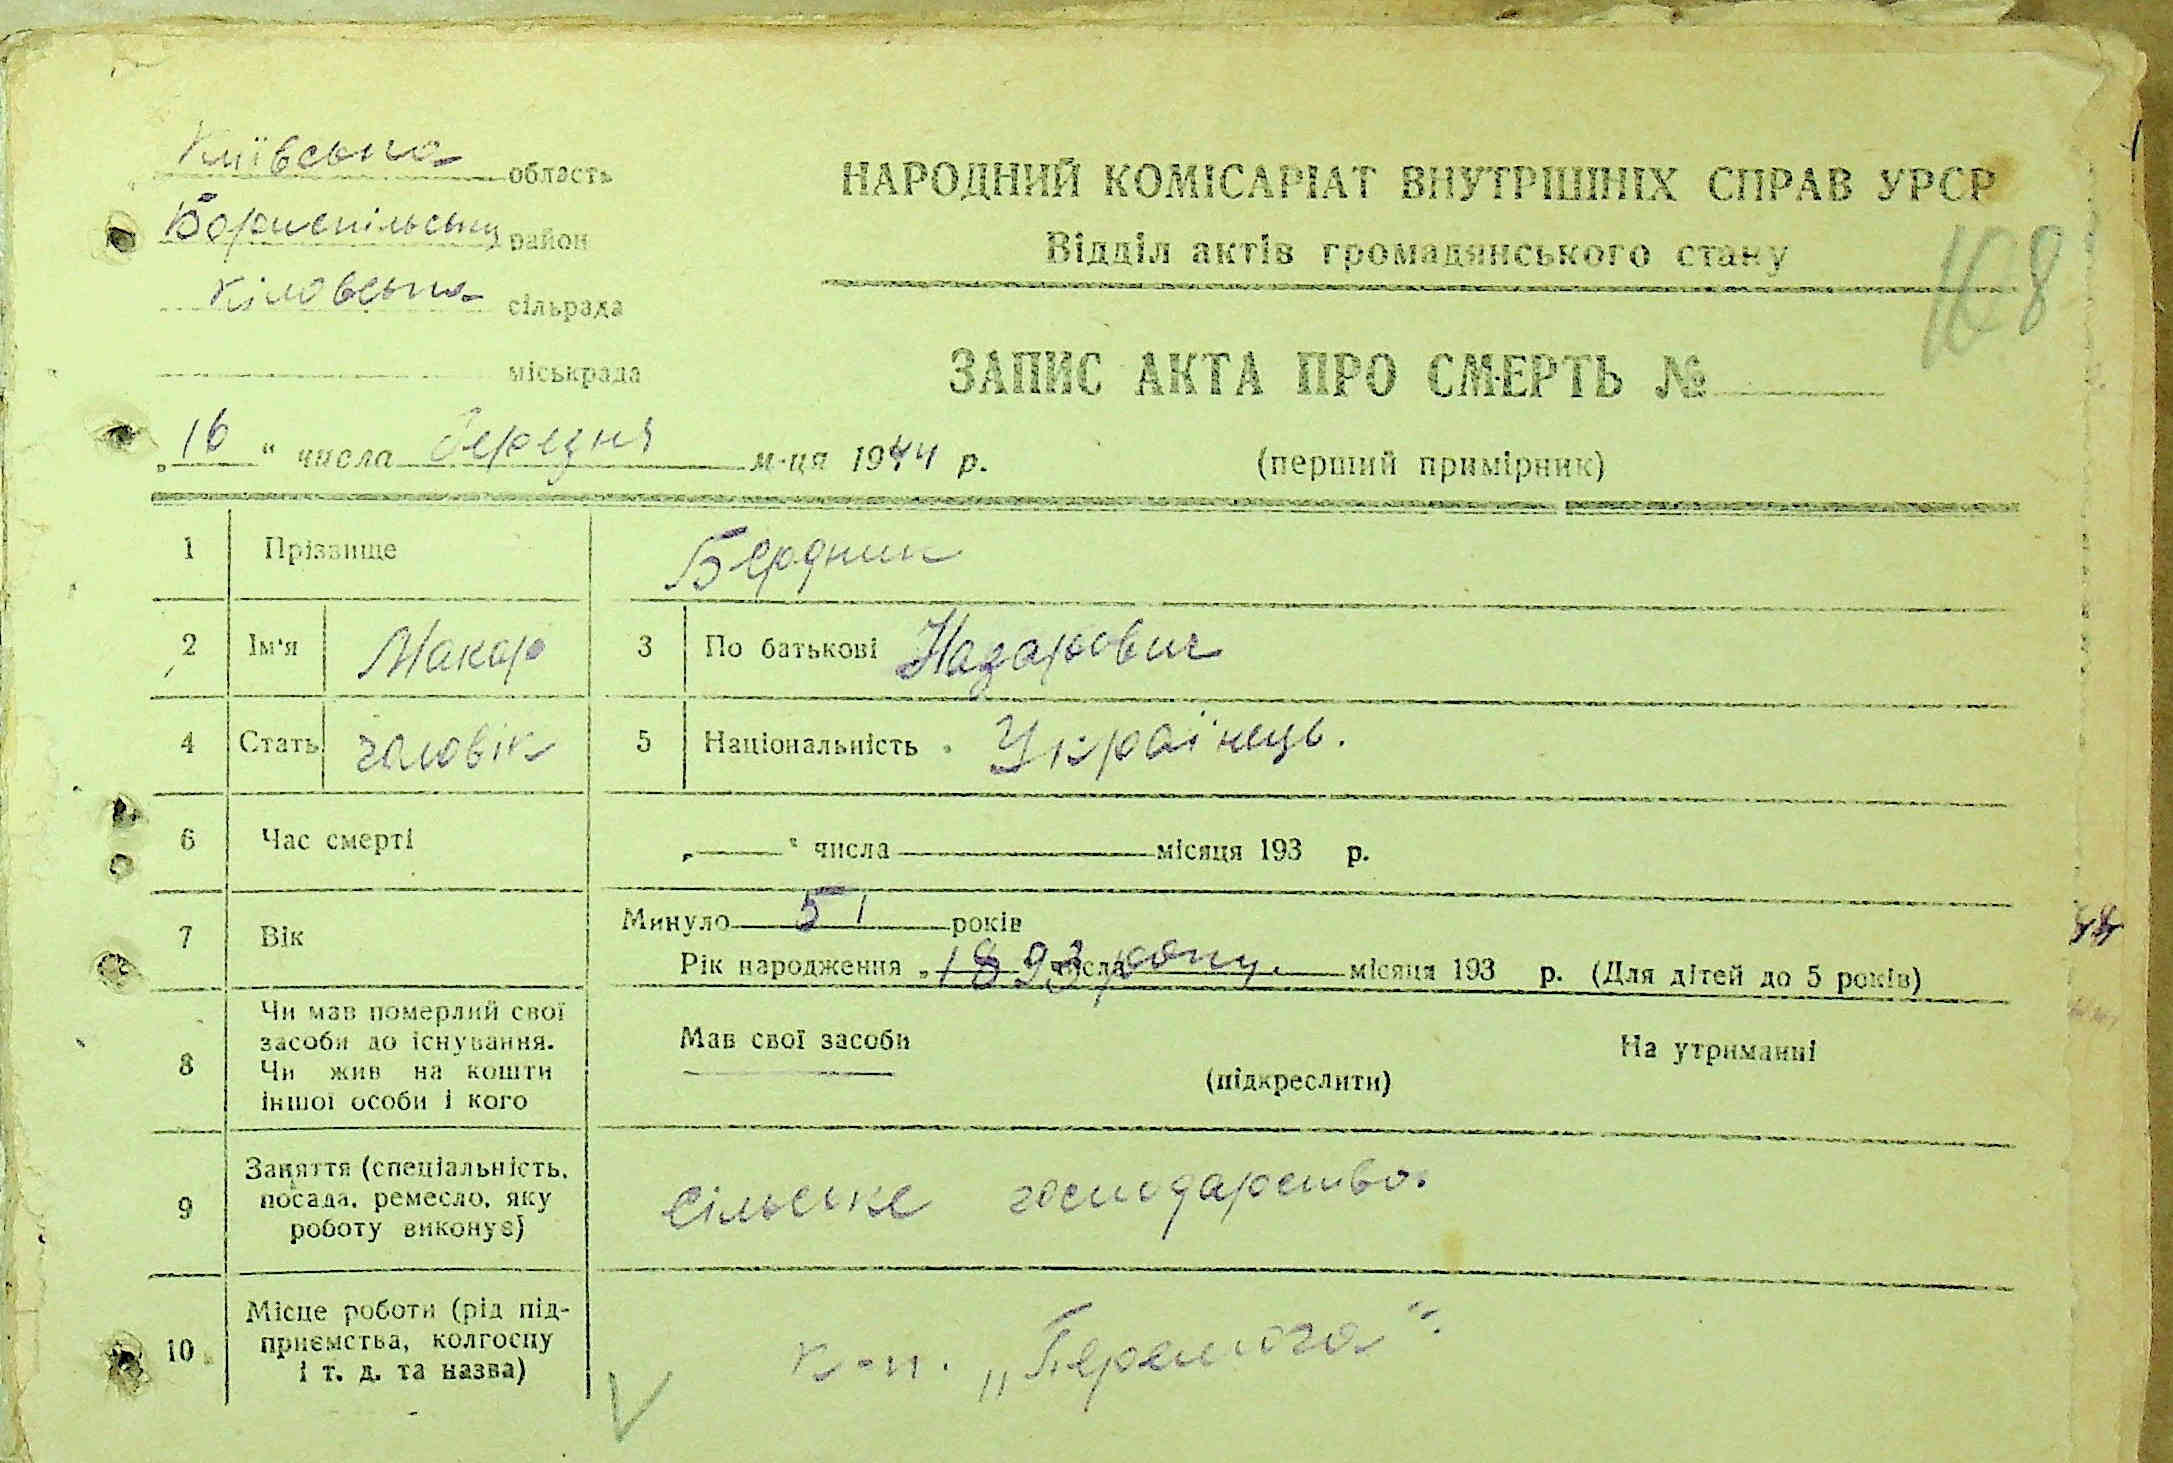 Київська область
Бориспільський район
Кіловська сільрада
міськрада
НАРОДНИЙ КОМІСАРІАТ ВНУТРІШНІХ СПРАВ УРСР
Відділ актів громадянського стану
ЗАПИС АКТА ПРО СМЕРТЬ №
„16“ числа березня м-ця 1944 р.
(перший примірник)
1 Прізвище Бердник
2 Ім'я Макар 3 По батькові Назарович
4 Стать чоловік 5 Національність Українець.
6 Час смерті „ “ числа місяця 193 р.
7 Вік Минуло 51 років
Рік народження „1893 числа року. місяця 193 р. (Для дітей до 5 років)
8 Чи мав померлий свої
засоби до існування.
Чи жив на кошти
іншої особи і кого
Мав свої засоби
(підкреслити)
На утриманні
9 Заняття (спеціальність,
посада, ремесло, яку
роботу виконує)
Сільське господарство.
10 Місце роботи (рід під-
приємства, колгоспу
і т. д. та назва)
к-п. „Перемога“.